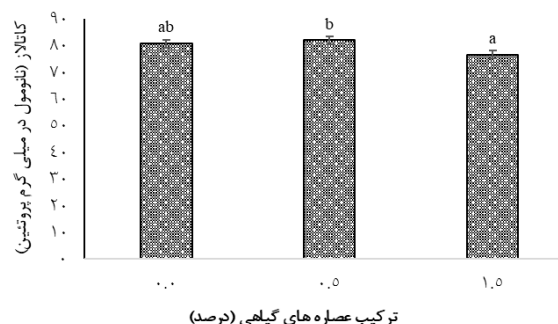 کاتالاز (نانومول در میلی گرم پروتئین)
۹۰
۸۰
۷۰
۶۰
۵۰
٤۰
۳۰
۲۰
۱۰
۰
ab
b
a
۰.۰
۰.۵
۱.۵
ترکیب عصاره های گیاهی (درصد)